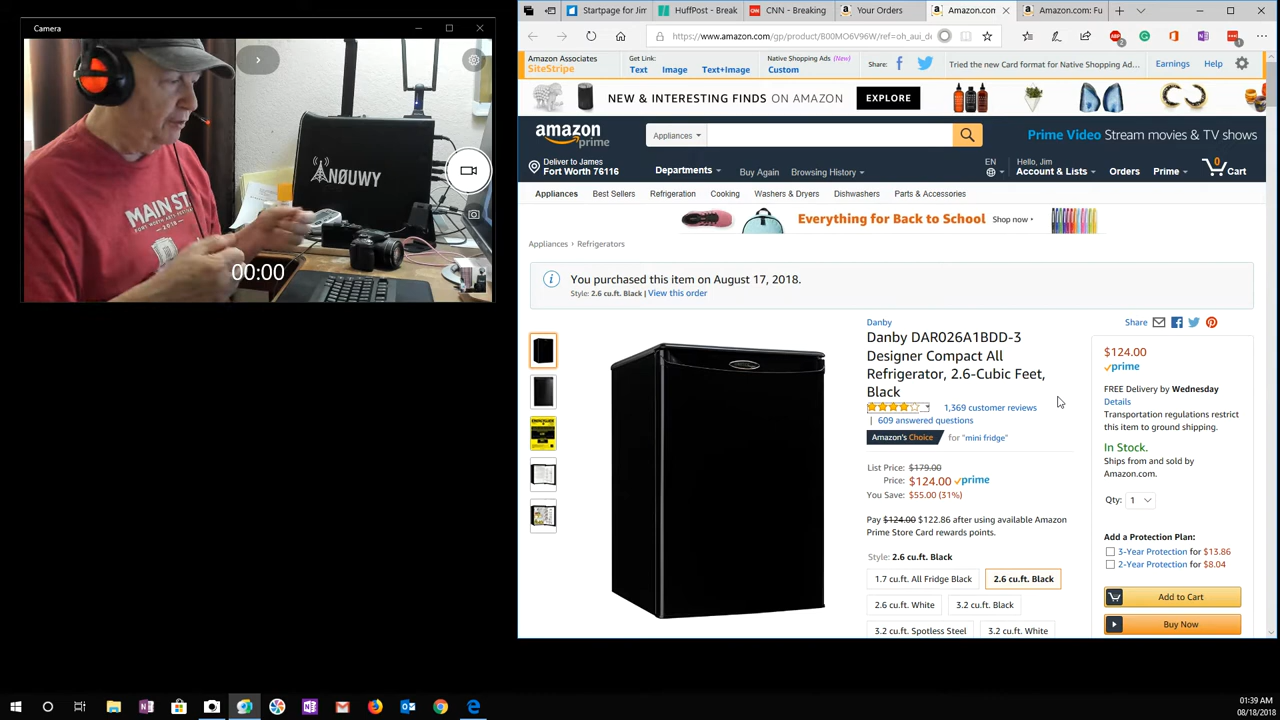 Camera
MAIN ST
NØUWY
00:00
Startpage for Jim
HuffPost - Break
CNN - Breaking
Your Orders
Amazon.con
Amazon.com: Fu
https://www.amazon.com/gp/product/B00MO6V96W/ref=oh_aui_de
Amazon Associates
SiteStripe
Get Link:
Text Image Text+Image
Native Shopping Ads (New)
Custom
Share:
Tried the new Card format for Native Shopping Ad...
Earnings Help
NEW & INTERESTING FINDS ON AMAZON EXPLORE
amazon prime
Appliances
Prime Video Stream movies & TV shows
Deliver to James
Fort Worth 76116
Departments Buy Again Browsing History
EN
Hello, Jim
Account & Lists Orders Prime
0
Cart
Appliances Best Sellers Refrigeration Cooking Washers & Dryers Dishwashers Parts & Accessories
Everything for Back to School Shop now ›
Appliances › Refrigerators
You purchased this item on August 17, 2018.
Style: 2.6 cu.ft. Black | View this order
Danby
Danby DAR026A1BDD-3
Designer Compact All
Refrigerator, 2.6-Cubic Feet,
Black
1,369 customer reviews
| 609 answered questions
Amazon's Choice for "mini fridge"
List Price: $179.00
Price: $124.00 prime
You Save: $55.00 (31%)
Pay $124.00 $122.86 after using available Amazon
Prime Store Card rewards points.
Style: 2.6 cu.ft. Black
1.7 cu.ft. All Fridge Black 2.6 cu.ft. Black
2.6 cu.ft. White 3.2 cu.ft. Black
3.2 cu.ft. Spotless Steel 3.2 cu.ft. White
Share
$124.00
prime
FREE Delivery by Wednesday
Details
Transportation regulations restrict
this item to ground shipping.
In Stock.
Ships from and sold by
Amazon.com.
Qty: 1
Add a Protection Plan:
3-Year Protection for $13.86
2-Year Protection for $8.04
Add to Cart
Buy Now
01:39 AM
08/18/2018